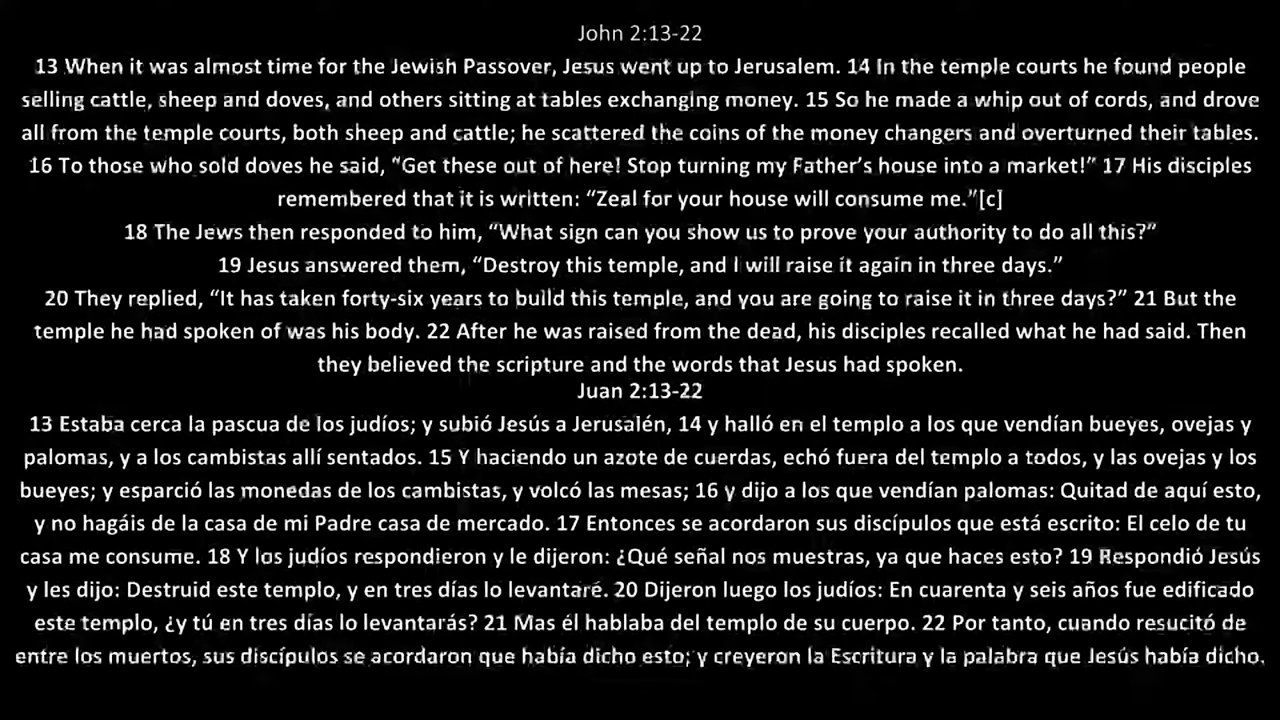 John 2:13-22
13 When it was almost time for the Jewish Passover, Jesus went up to Jerusalem. 14 In the temple courts he found people
selling cattle, sheep and doves, and others sitting at tables exchanging money. 15 So he made a whip out of cords, and drove
all from the temple courts, both sheep and cattle; he scattered the coins of the money changers and overturned their tables.
16 To those who sold doves he said, “Get these out of here! Stop turning my Father’s house into a market!” 17 His disciples
remembered that it is written: “Zeal for your house will consume me.”[c]
18 The Jews then responded to him, “What sign can you show us to prove your authority to do all this?”
19 Jesus answered them, “Destroy this temple, and I will raise it again in three days.”
20 They replied, “It has taken forty-six years to build this temple, and you are going to raise it in three days?” 21 But the
temple he had spoken of was his body. 22 After he was raised from the dead, his disciples recalled what he had said. Then
they believed the scripture and the words that Jesus had spoken.
Juan 2:13-22
13 Estaba cerca la pascua de los judíos; y subió Jesús a Jerusalén, 14 y halló en el templo a los que vendían bueyes, ovejas y
palomas, y a los cambistas allí sentados. 15 Y haciendo un azote de cuerdas, echó fuera del templo a todos, y las ovejas y los
bueyes; y esparció las monedas de los cambistas, y volcó las mesas; 16 y dijo a los que vendían palomas: Quitad de aquí esto,
y no hagáis de la casa de mi Padre casa de mercado. 17 Entonces se acordaron sus discípulos que está escrito: El celo de tu
casa me consume. 18 Y los judíos respondieron y le dijeron: ¿Qué señal nos muestras, ya que haces esto? 19 Respondió Jesús
y les dijo: Destruid este templo, y en tres días lo levantaré. 20 Dijeron luego los judíos: En cuarenta y seis años fue edificado
este templo, ¿y tú en tres días lo levantarás? 21 Mas él hablaba del templo de su cuerpo. 22 Por tanto, cuando resucitó de
entre los muertos, sus discípulos se acordaron que había dicho esto; y creyeron la Escritura y la palabra que Jesús había dicho.